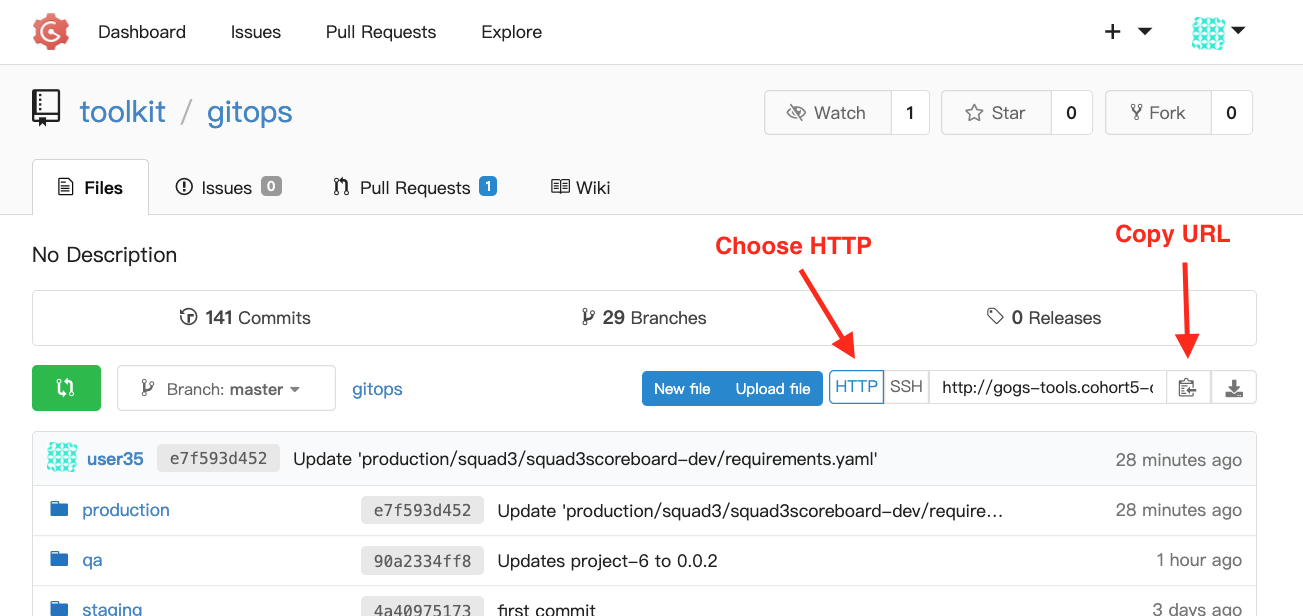 Dashboard Issues Pull Requests Explore
toolkit / gitops
Watch 1 Star 0 Fork 0
Files Issues 0 Pull Requests 1 Wiki
Choose HTTP
Copy URL
No Description
141 Commits 29 Branches 0 Releases
Branch: master gitops New file Upload file HTTP SSH http://gogs-tools.cohort5-
user35 e7f593d452 Update 'production/squad3/squad3scoreboard-dev/requirements.yaml' 28 minutes ago
production e7f593d452 Update 'production/squad3/squad3scoreboard-dev/require... 28 minutes ago
qa 90a2334ff8 Updates project-6 to 0.0.2 1 hour ago
staging 4a40975173 first commit 3 days ago